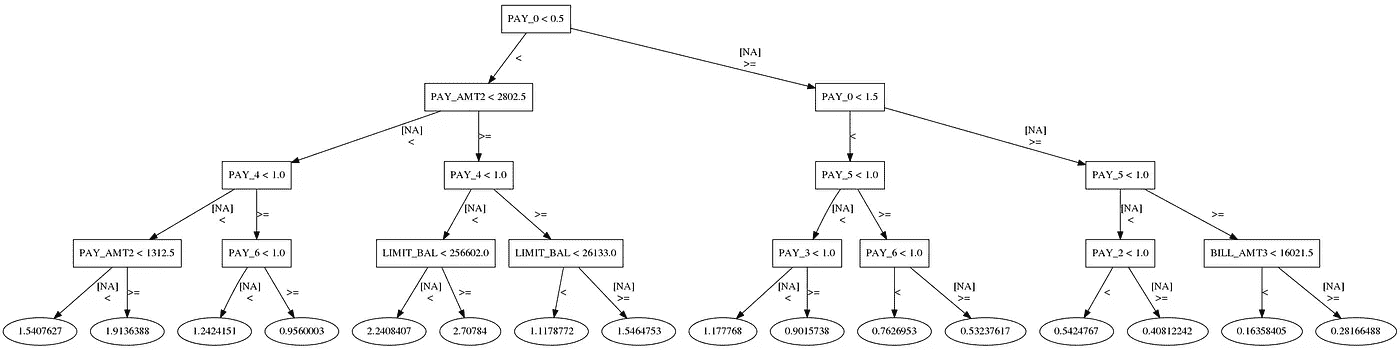 PAY_0 < 0.5
[NA]
>=
<
PAY_AMT2 < 2802.5
PAY_0 < 1.5
[NA]
<
>=
<
[NA]
>=
PAY_4 < 1.0
PAY_4 < 1.0
PAY_5 < 1.0
PAY_5 < 1.0
[NA]
<
>=
[NA]
<
>=
[NA]
<
>=
[NA]
<
>=
PAY_AMT2 < 1312.5
PAY_6 < 1.0
LIMIT_BAL < 256602.0
LIMIT_BAL < 26133.0
PAY_3 < 1.0
PAY_6 < 1.0
PAY_2 < 1.0
BILL_AMT3 < 16021.5
[NA]
<
>=
[NA]
<
>=
[NA]
<
>=
<
[NA]
>=
[NA]
<
>=
<
[NA]
>=
<
[NA]
>=
<
[NA]
>=
1.5407627
1.9136388
1.2424151
0.9560003
2.2408407
2.70784
1.1178772
1.5464753
1.177768
0.9015738
0.7626953
0.53237617
0.5424767
0.40812242
0.16358405
0.28166488